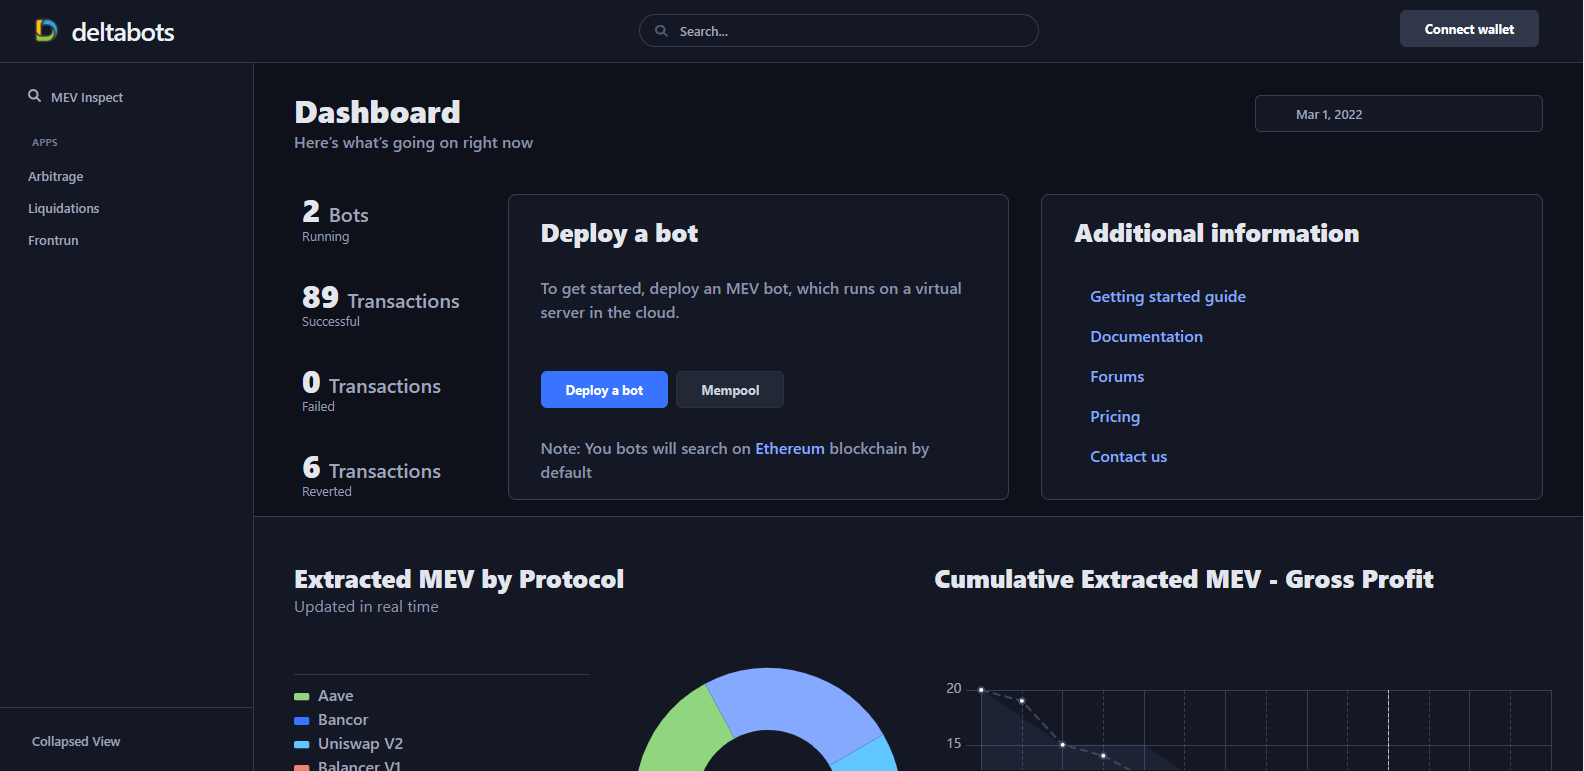 deltabots
Search...
Connect wallet
MEV Inspect
APPS
Arbitrage
Liquidations
Frontrun
Collapsed View
Dashboard
Here's what's going on right now
Mar 1, 2022
2 Bots
Running
89 Transactions
Successful
0 Transactions
Failed
6 Transactions
Reverted
Deploy a bot
To get started, deploy an MEV bot, which runs on a virtual
server in the cloud.
Deploy a bot
Mempool
Note: You bots will search on Ethereum blockchain by
default
Additional information
Getting started guide
Documentation
Forums
Pricing
Contact us
Extracted MEV by Protocol
Updated in real time
Aave
Bancor
Uniswap V2
Balancer V1
Cumulative Extracted MEV - Gross Profit
20
15